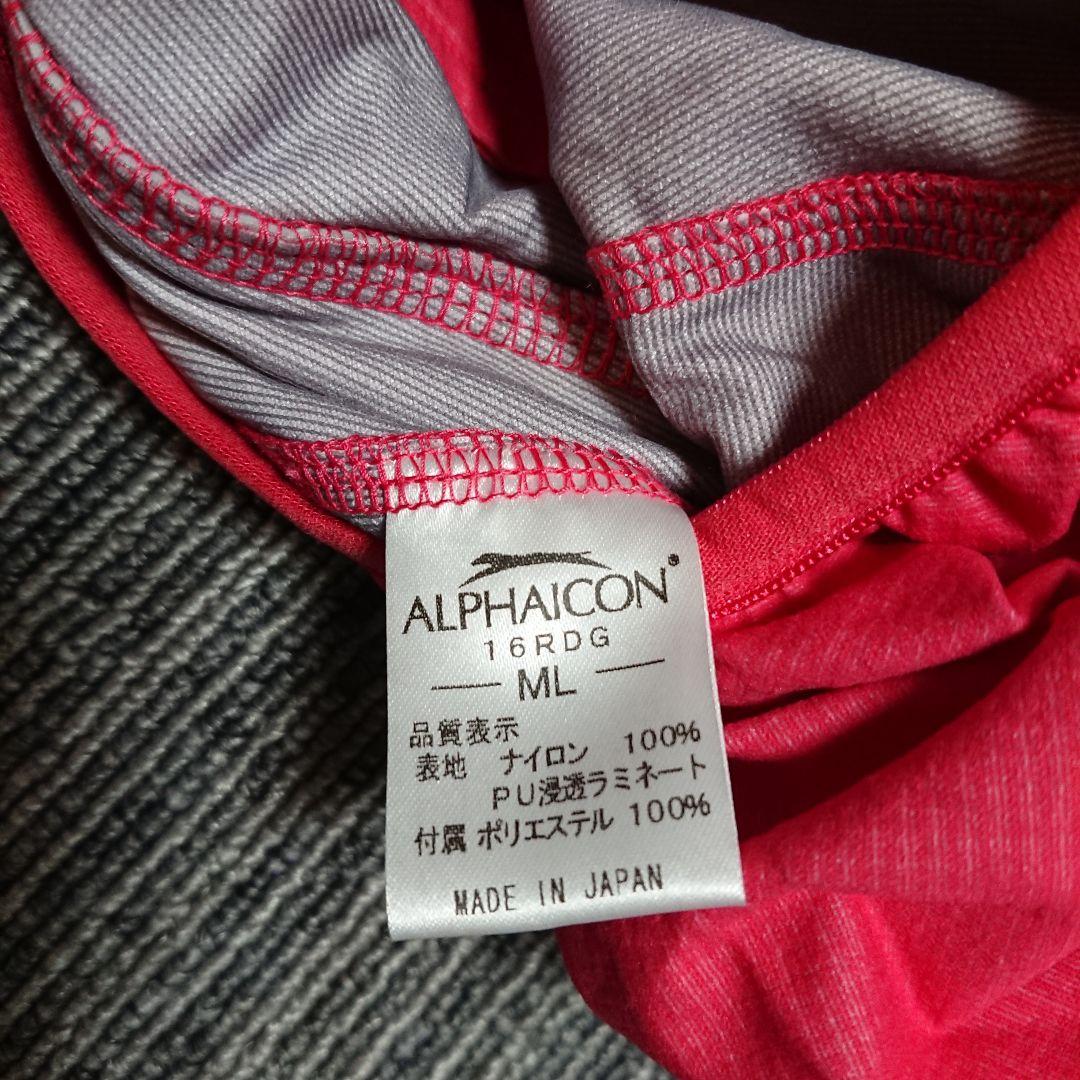 ALPHAICON®
16RDG
ML
品質表示
表地 ナイロン 100%
PU浸透ラミネート
付属 ポリエステル 100%
MADE IN JAPAN